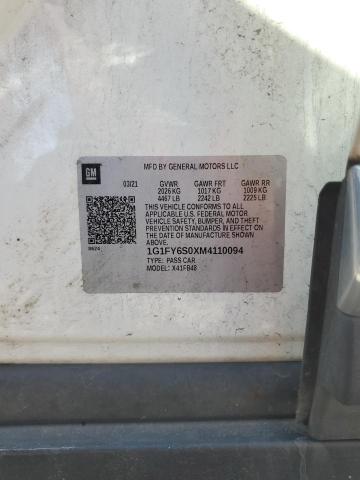 GM
MFD BY GENERAL MOTORS LLC
03/21 GVWR GAWR FRT GAWR RR
2026 KG 1017 KG 1009 KG
4467 LB 2242 LB 2225 LB
THIS VEHICLE CONFORMS TO ALL
APPLICABLE U.S. FEDERAL MOTOR
VEHICLE SAFETY, BUMPER, AND THEFT
PREVENTION STANDARDS IN EFFECT ON
THE DATE OF MANUFACTURE SHOWN
ABOVE.
1G1FY6S0XM4110094
TYPE: PASS CAR
MODEL: X41FB48